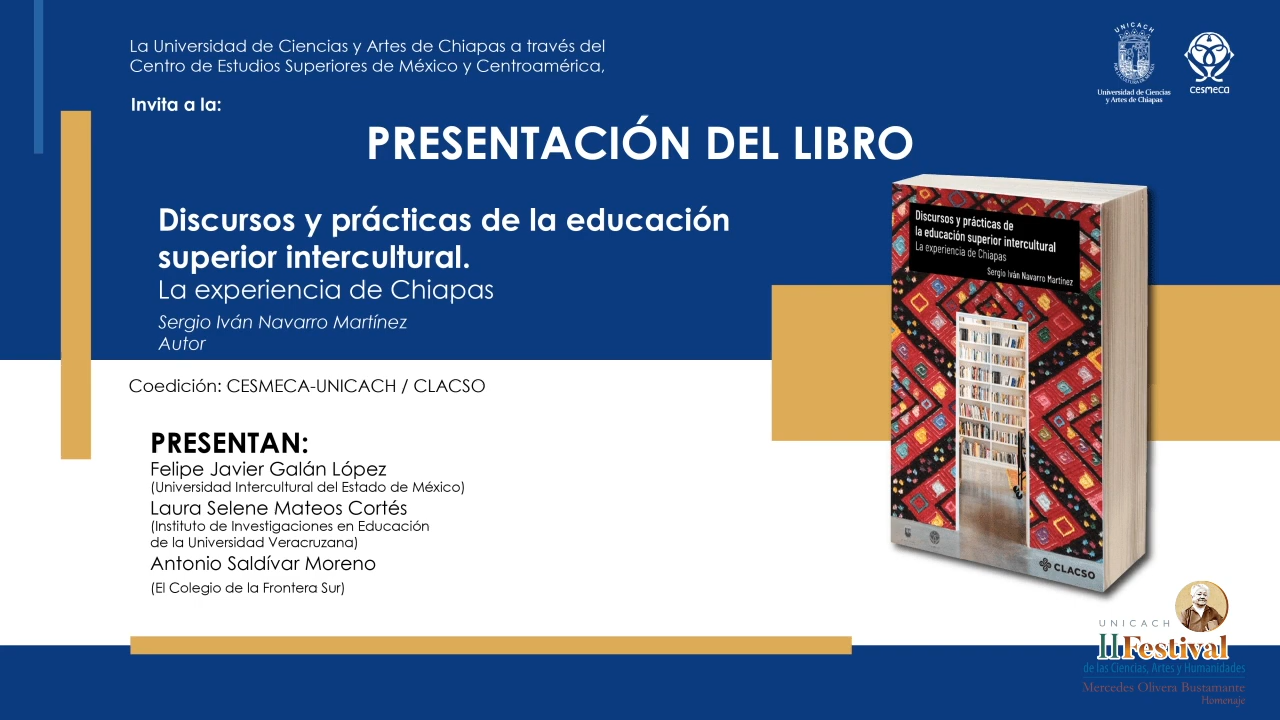 La Universidad de Ciencias y Artes de Chiapas a través del
Centro de Estudios Superiores de México y Centroamérica,
Invita a la:
PRESENTACIÓN DEL LIBRO
UNICACH
Universidad de Ciencias
y Artes de Chiapas
cesmeca
Discursos y prácticas de la educación
superior intercultural.
La experiencia de Chiapas
Sergio Iván Navarro Martínez
Autor
Coedición: CESMECA-UNICACH / CLACSO
PRESENTAN:
Felipe Javier Galán López
(Universidad Intercultural del Estado de México)
Laura Selene Mateos Cortés
(Instituto de Investigaciones en Educación
de la Universidad Veracruzana)
Antonio Saldívar Moreno
(El Colegio de la Frontera Sur)
Discursos y prácticas de
la educación superior intercultural
La experiencia de Chiapas
Sergio Iván Navarro Martínez
CLACSO
UNICACH
II Festival
de las Ciencias, Artes y Humanidades
Mercedes Olivera Bustamante
Homenaje